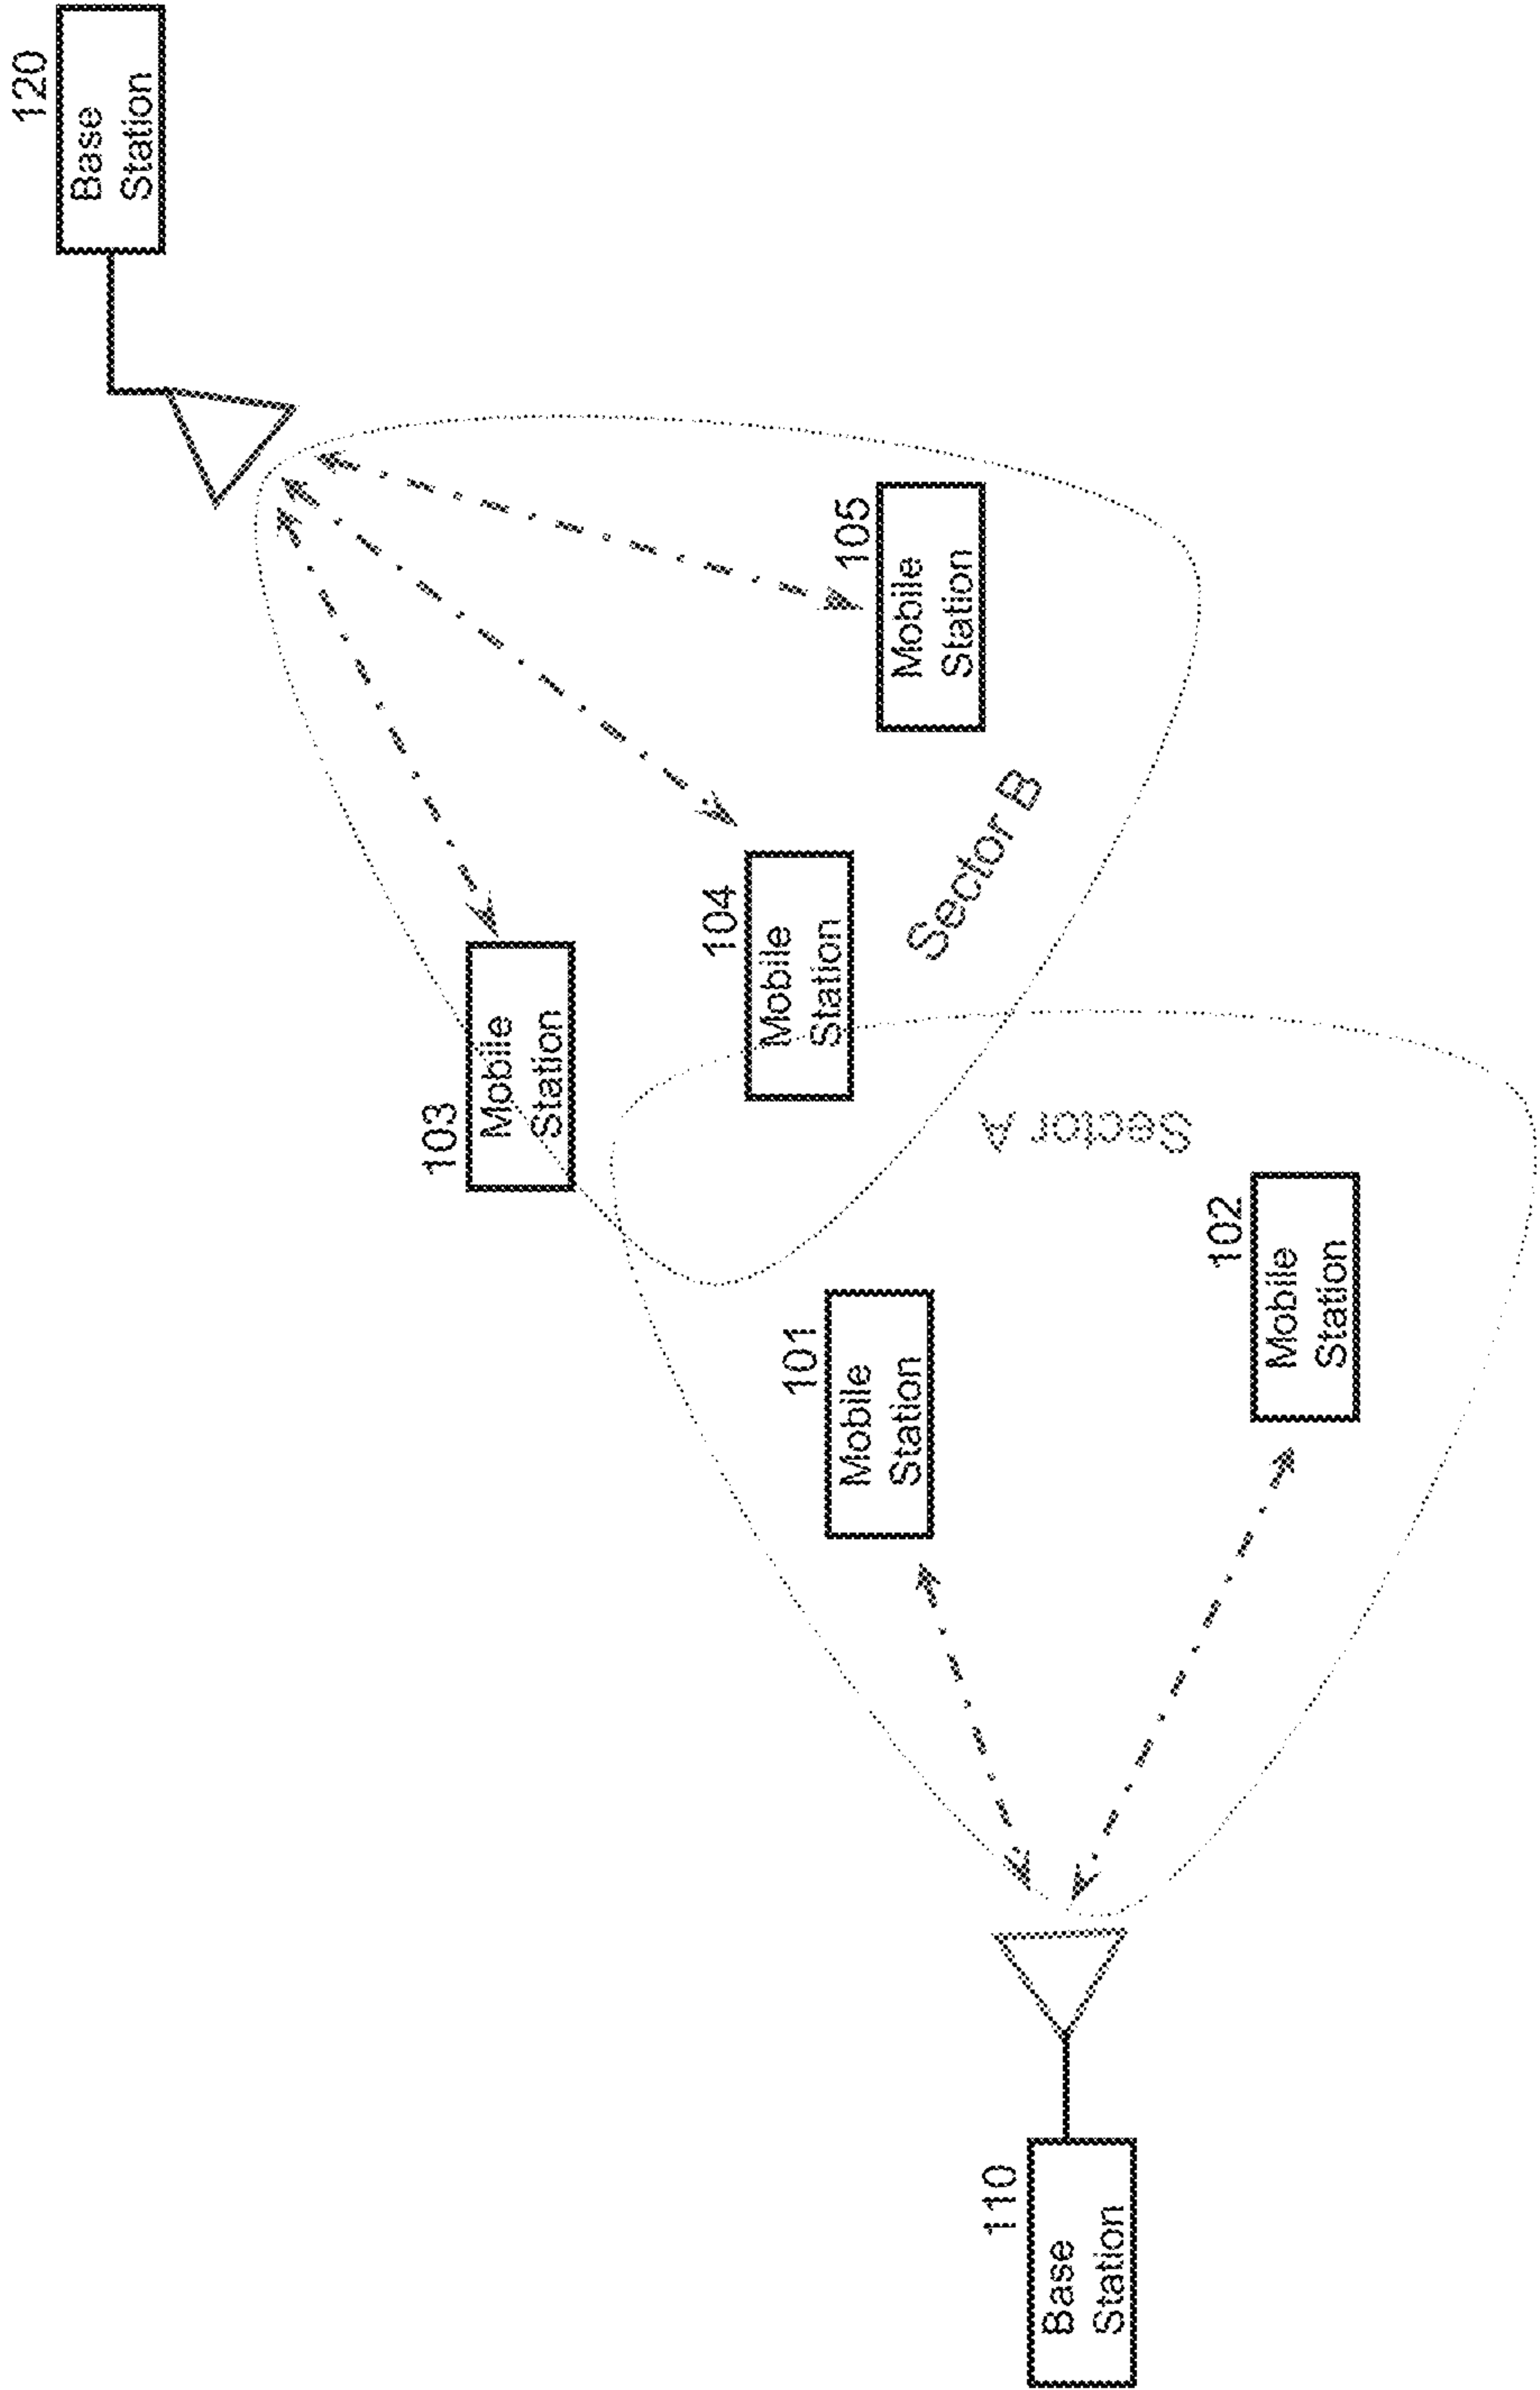 120
Base
Station
103
Mobile
Station
104
Mobile
Station
105
Mobile
Station
Sector B
101
Mobile
Station
Sector A
102
Mobile
Station
110
Base
Station